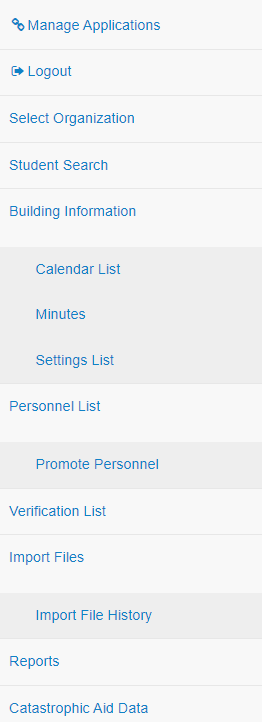 Manage Applications
Logout
Select Organization
Student Search
Building Information
Calendar List
Minutes
Settings List
Personnel List
Promote Personnel
Verification List
Import Files
Import File History
Reports
Catastrophic Aid Data